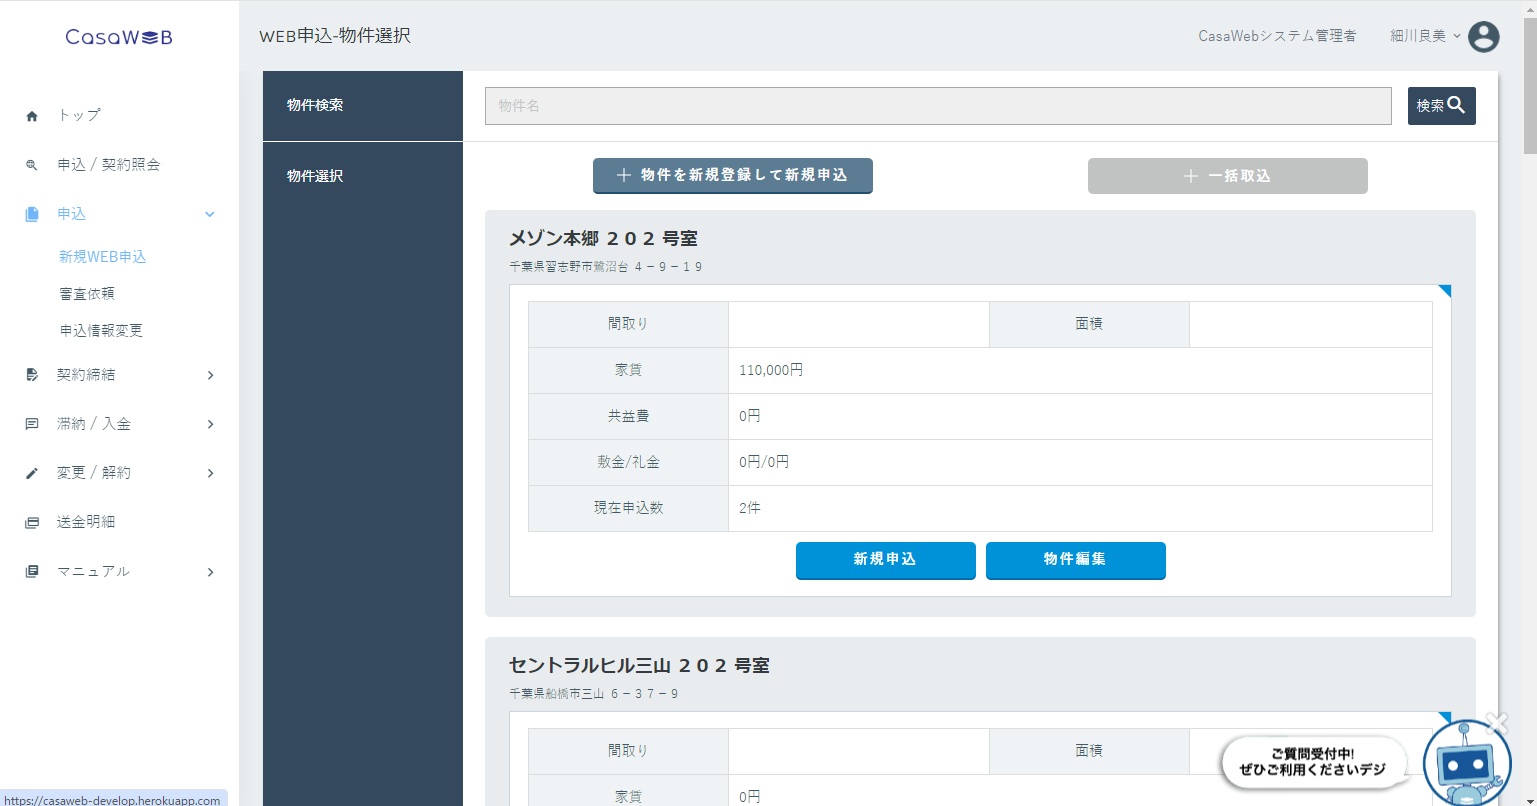 CasaWEB
WEB申込-物件選択
CasaWebシステム管理者
細川良美
トップ
申込 / 契約照会
申込
新規WEB申込
審査依頼
申込情報変更
契約締結
滞納 / 入金
変更 / 解約
送金明細
マニュアル
物件検索
物件名
検索
物件選択
物件を新規登録して新規申込
一括取込
メゾン本郷 ２０２ 号室
千葉県習志野市鷺沼台 ４－９－１９
間取り
面積
家賃
110,000円
共益費
0円
敷金/礼金
0円/0円
現在申込数
2件
新規申込
物件編集
セントラルヒル三山 ２０２ 号室
千葉県船橋市三山 ６－３７－９
間取り
面積
家賃
0円
ご質問受付中!
ぜひご利用くださいデジ
https://casaweb-develop.herokuapp.com